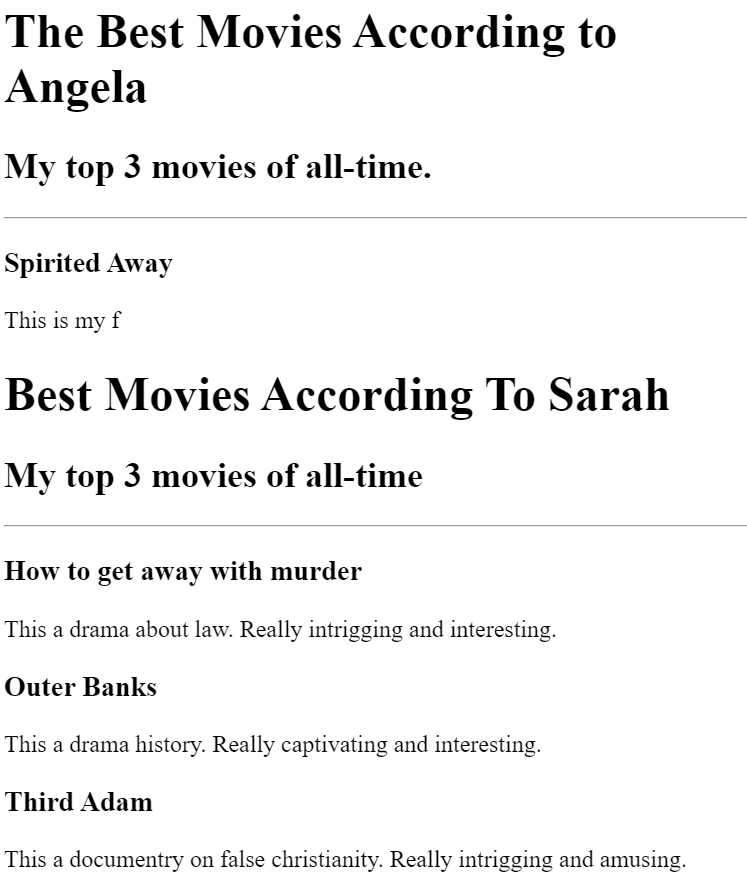 The Best Movies According to
Angela
My top 3 movies of all-time.
Spirited Away
This is my f
Best Movies According To Sarah
My top 3 movies of all-time
How to get away with murder
This a drama about law. Really intrigging and interesting.
Outer Banks
This a drama history. Really captivating and interesting.
Third Adam
This a documentry on false christianity. Really intrigging and amusing.